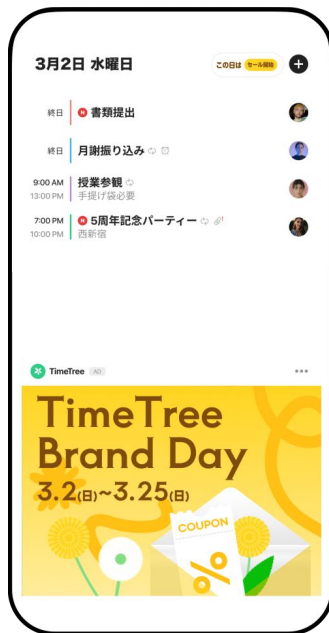 3月2日 水曜日
この日は セール開始
終日 N 書類提出
終日 月謝振り込み
9:00 AM 授業参観
13:00 PM 手提げ袋必要
7:00 PM N 5周年記念パーティー
10:00 PM 西新宿
TimeTree AD
TimeTree
Brand Day
3.2(日)~3.25(日)
COUPON
%